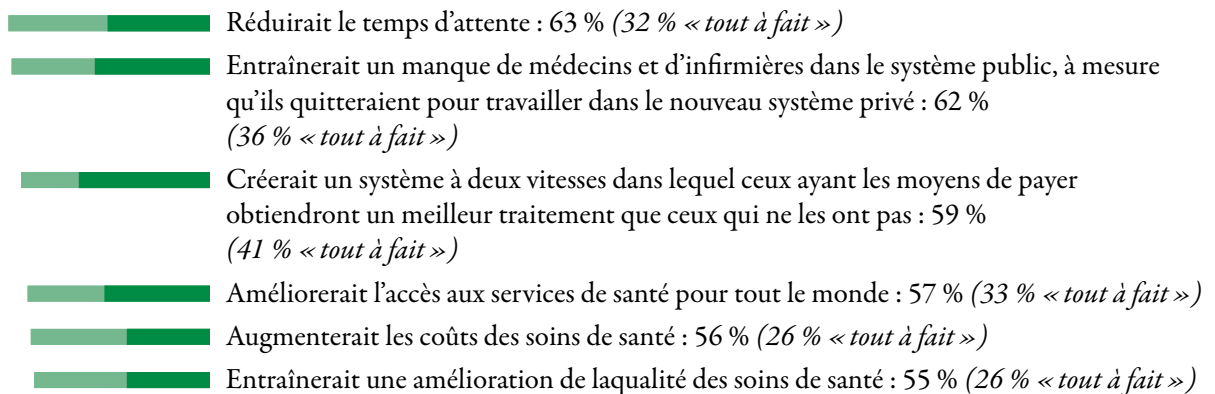 Réduirait le temps d’attente : 63 % (32 % « tout à fait »)
Entraînerait un manque de médecins et d’infirmières dans le système public, à mesure
qu’ils quitteraient pour travailler dans le nouveau système privé : 62 %
(36 % « tout à fait »)
Créerait un système à deux vitesses dans lequel ceux ayant les moyens de payer
obtiendront un meilleur traitement que ceux qui ne les ont pas : 59 %
(41 % « tout à fait »)
Améliorerait l’accès aux services de santé pour tout le monde : 57 % (33 % « tout à fait »)
Augmenterait les coûts des soins de santé : 56 % (26 % « tout à fait »)
Entraînerait une amélioration de laqualité des soins de santé : 55 % (26 % « tout à fait »)